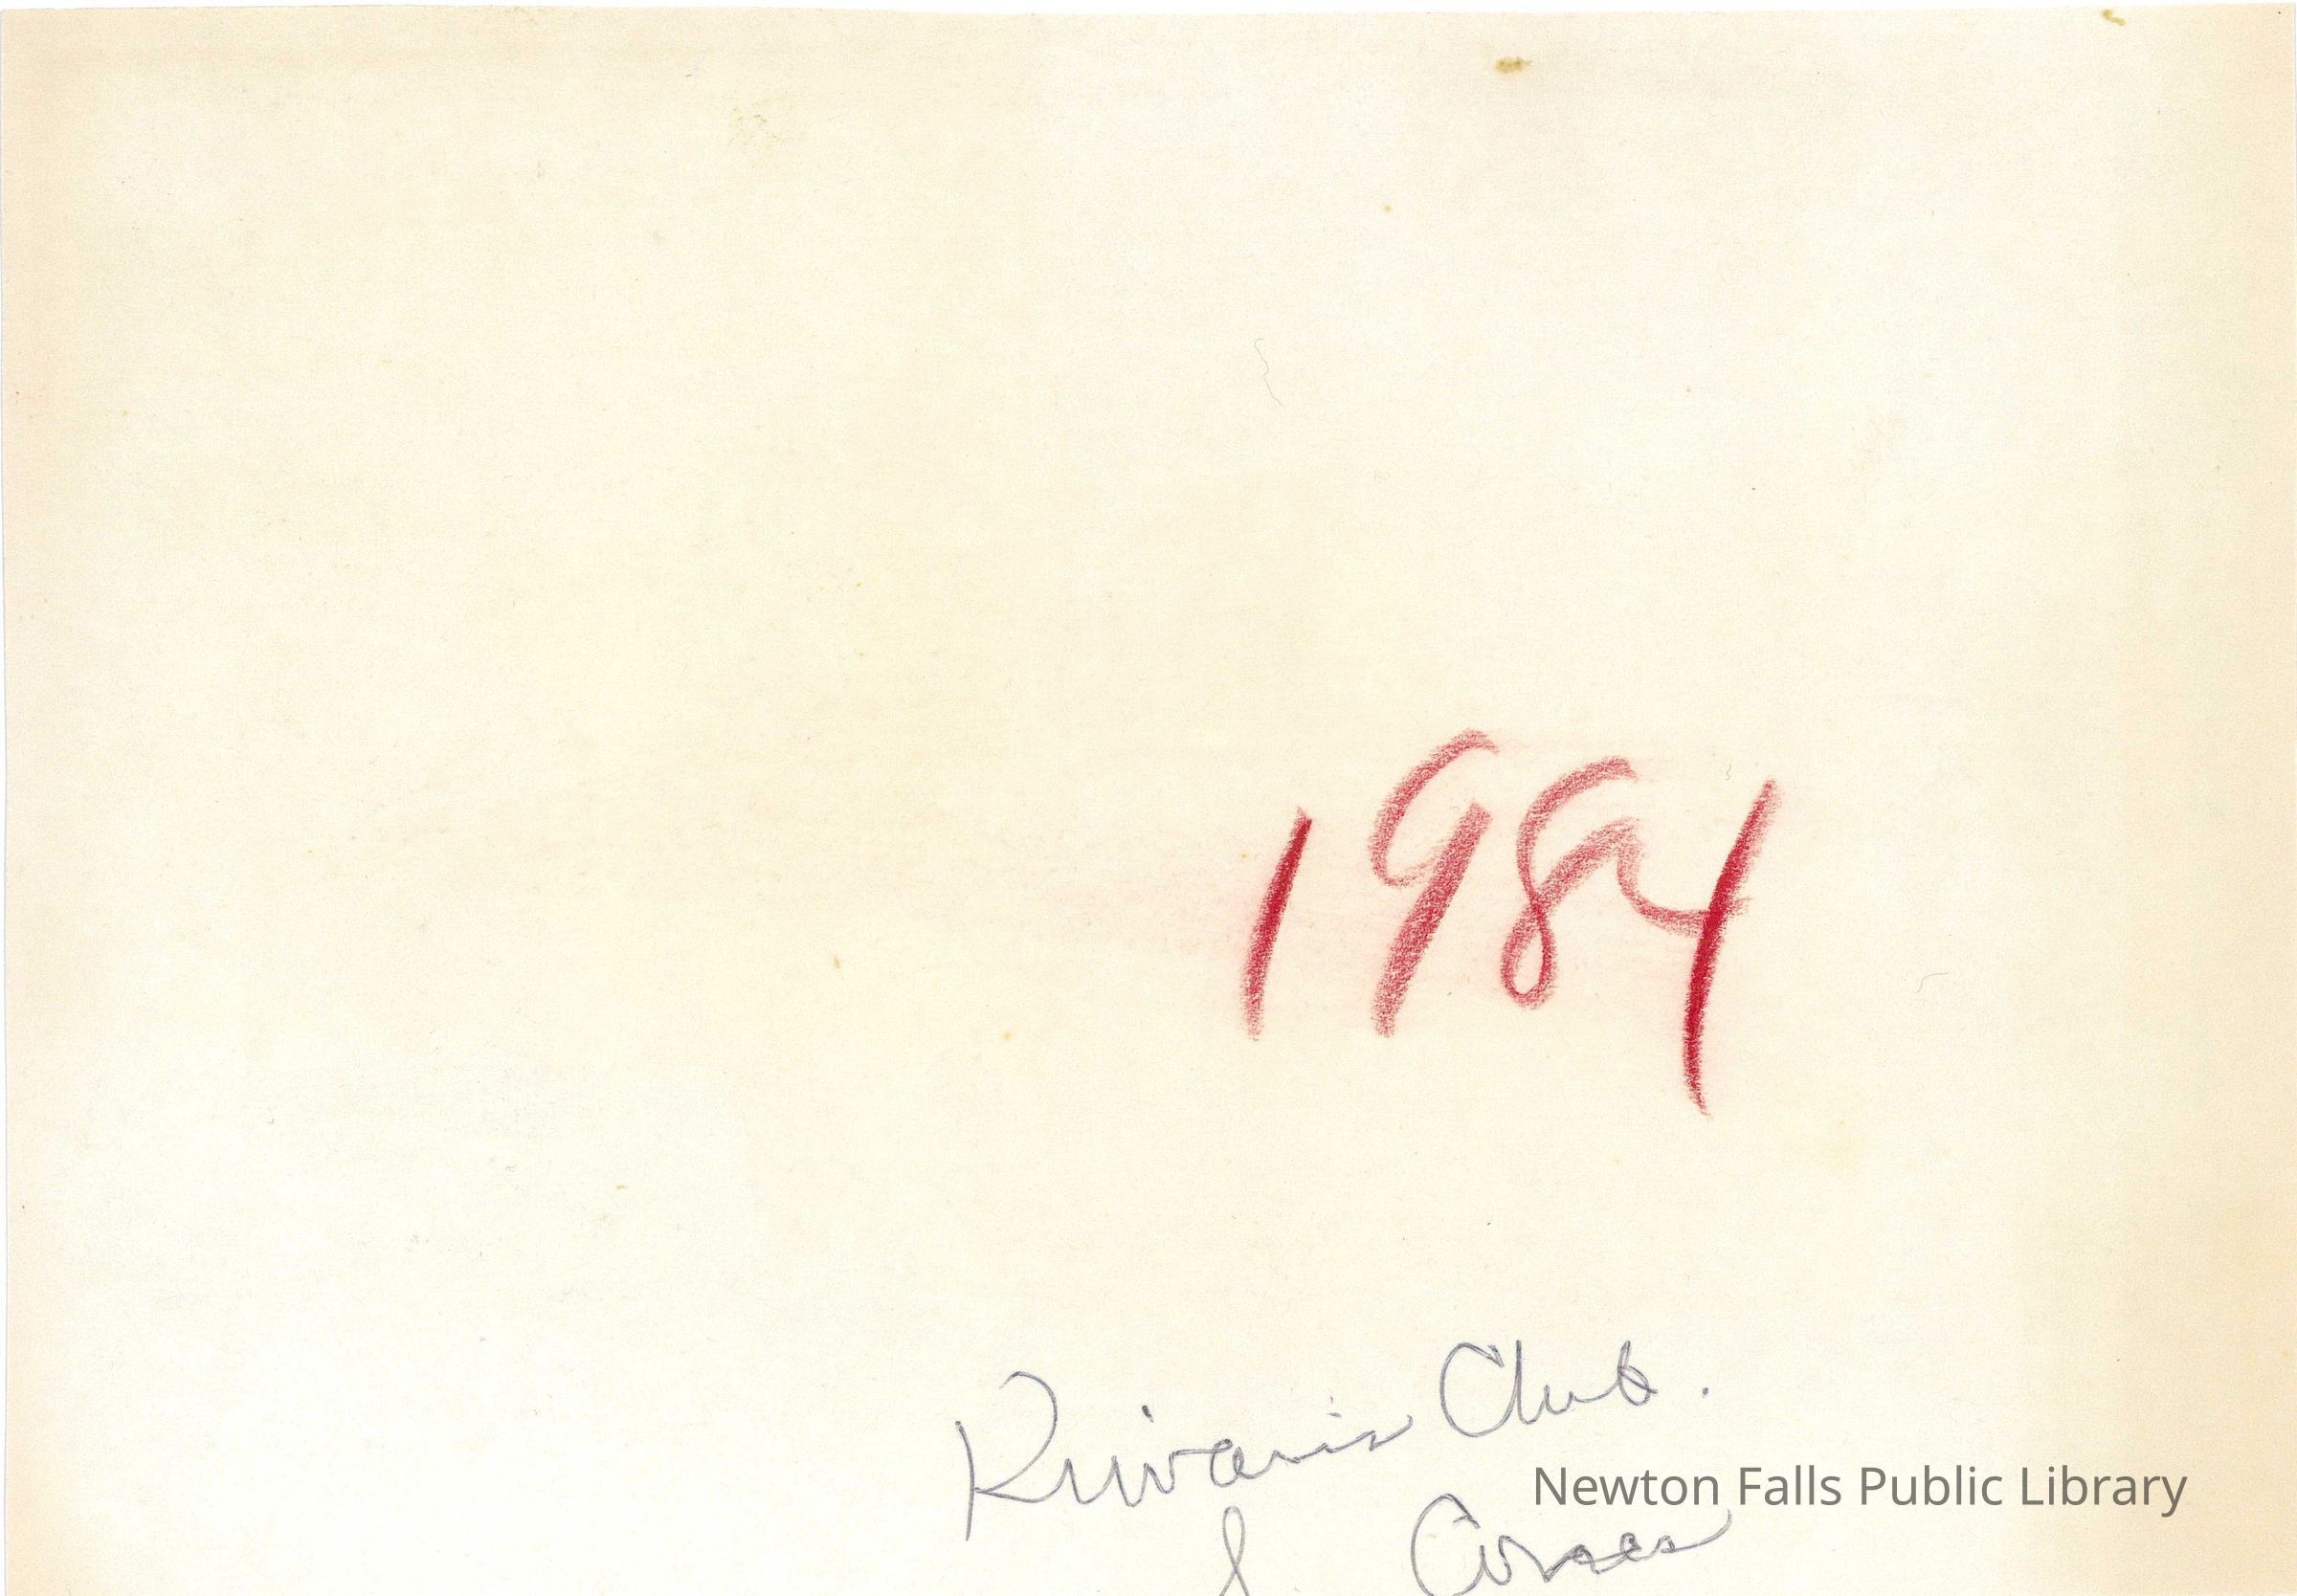 1984
Kiwanis Club.
Newton Falls Public Library